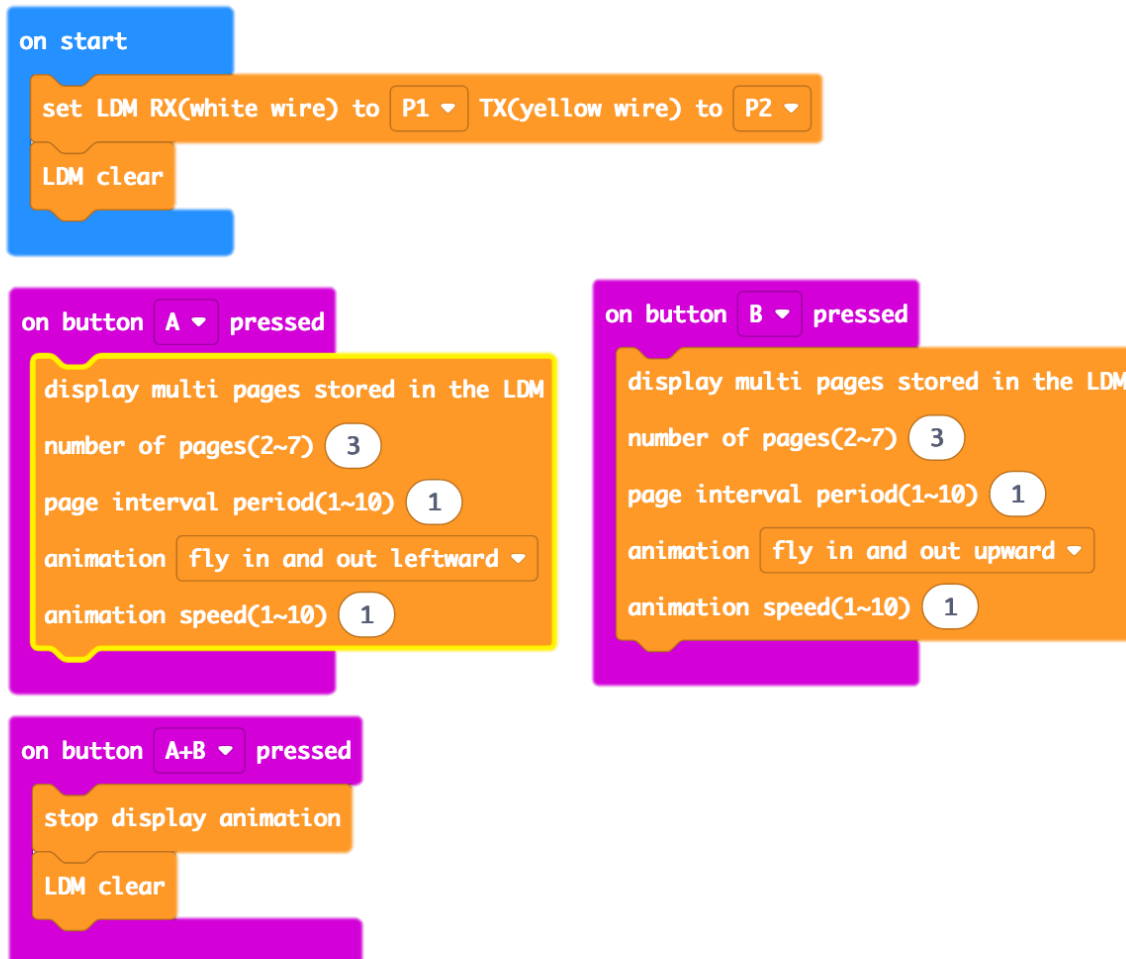 on start
set LDM RX(white wire) to P1 TX(yellow wire) to P2
LDM clear
on button A pressed
display multi pages stored in the LDM
number of pages(2~7) 3
page interval period(1~10) 1
animation fly in and out leftward
animation speed(1~10) 1
on button B pressed
display multi pages stored in the LDM
number of pages(2~7) 3
page interval period(1~10) 1
animation fly in and out upward
animation speed(1~10) 1
on button A+B pressed
stop display animation
LDM clear